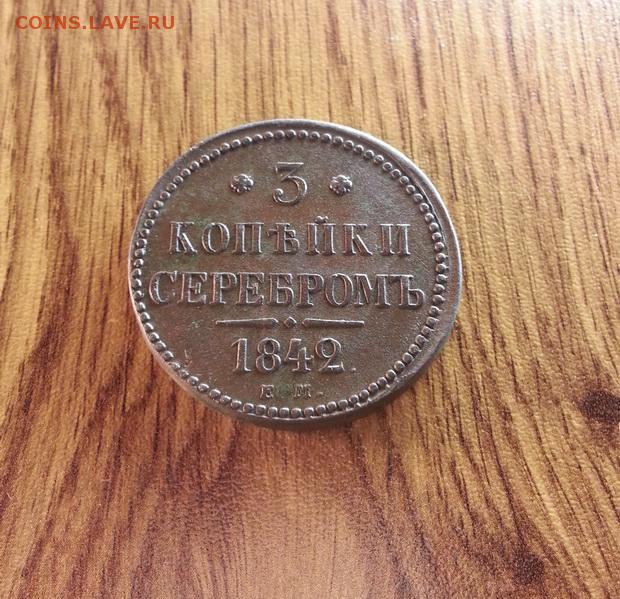 COINS.LAVE.RU
3
КОПѢЙКИ
СЕРЕБРОМЪ
1842.
Е.М.